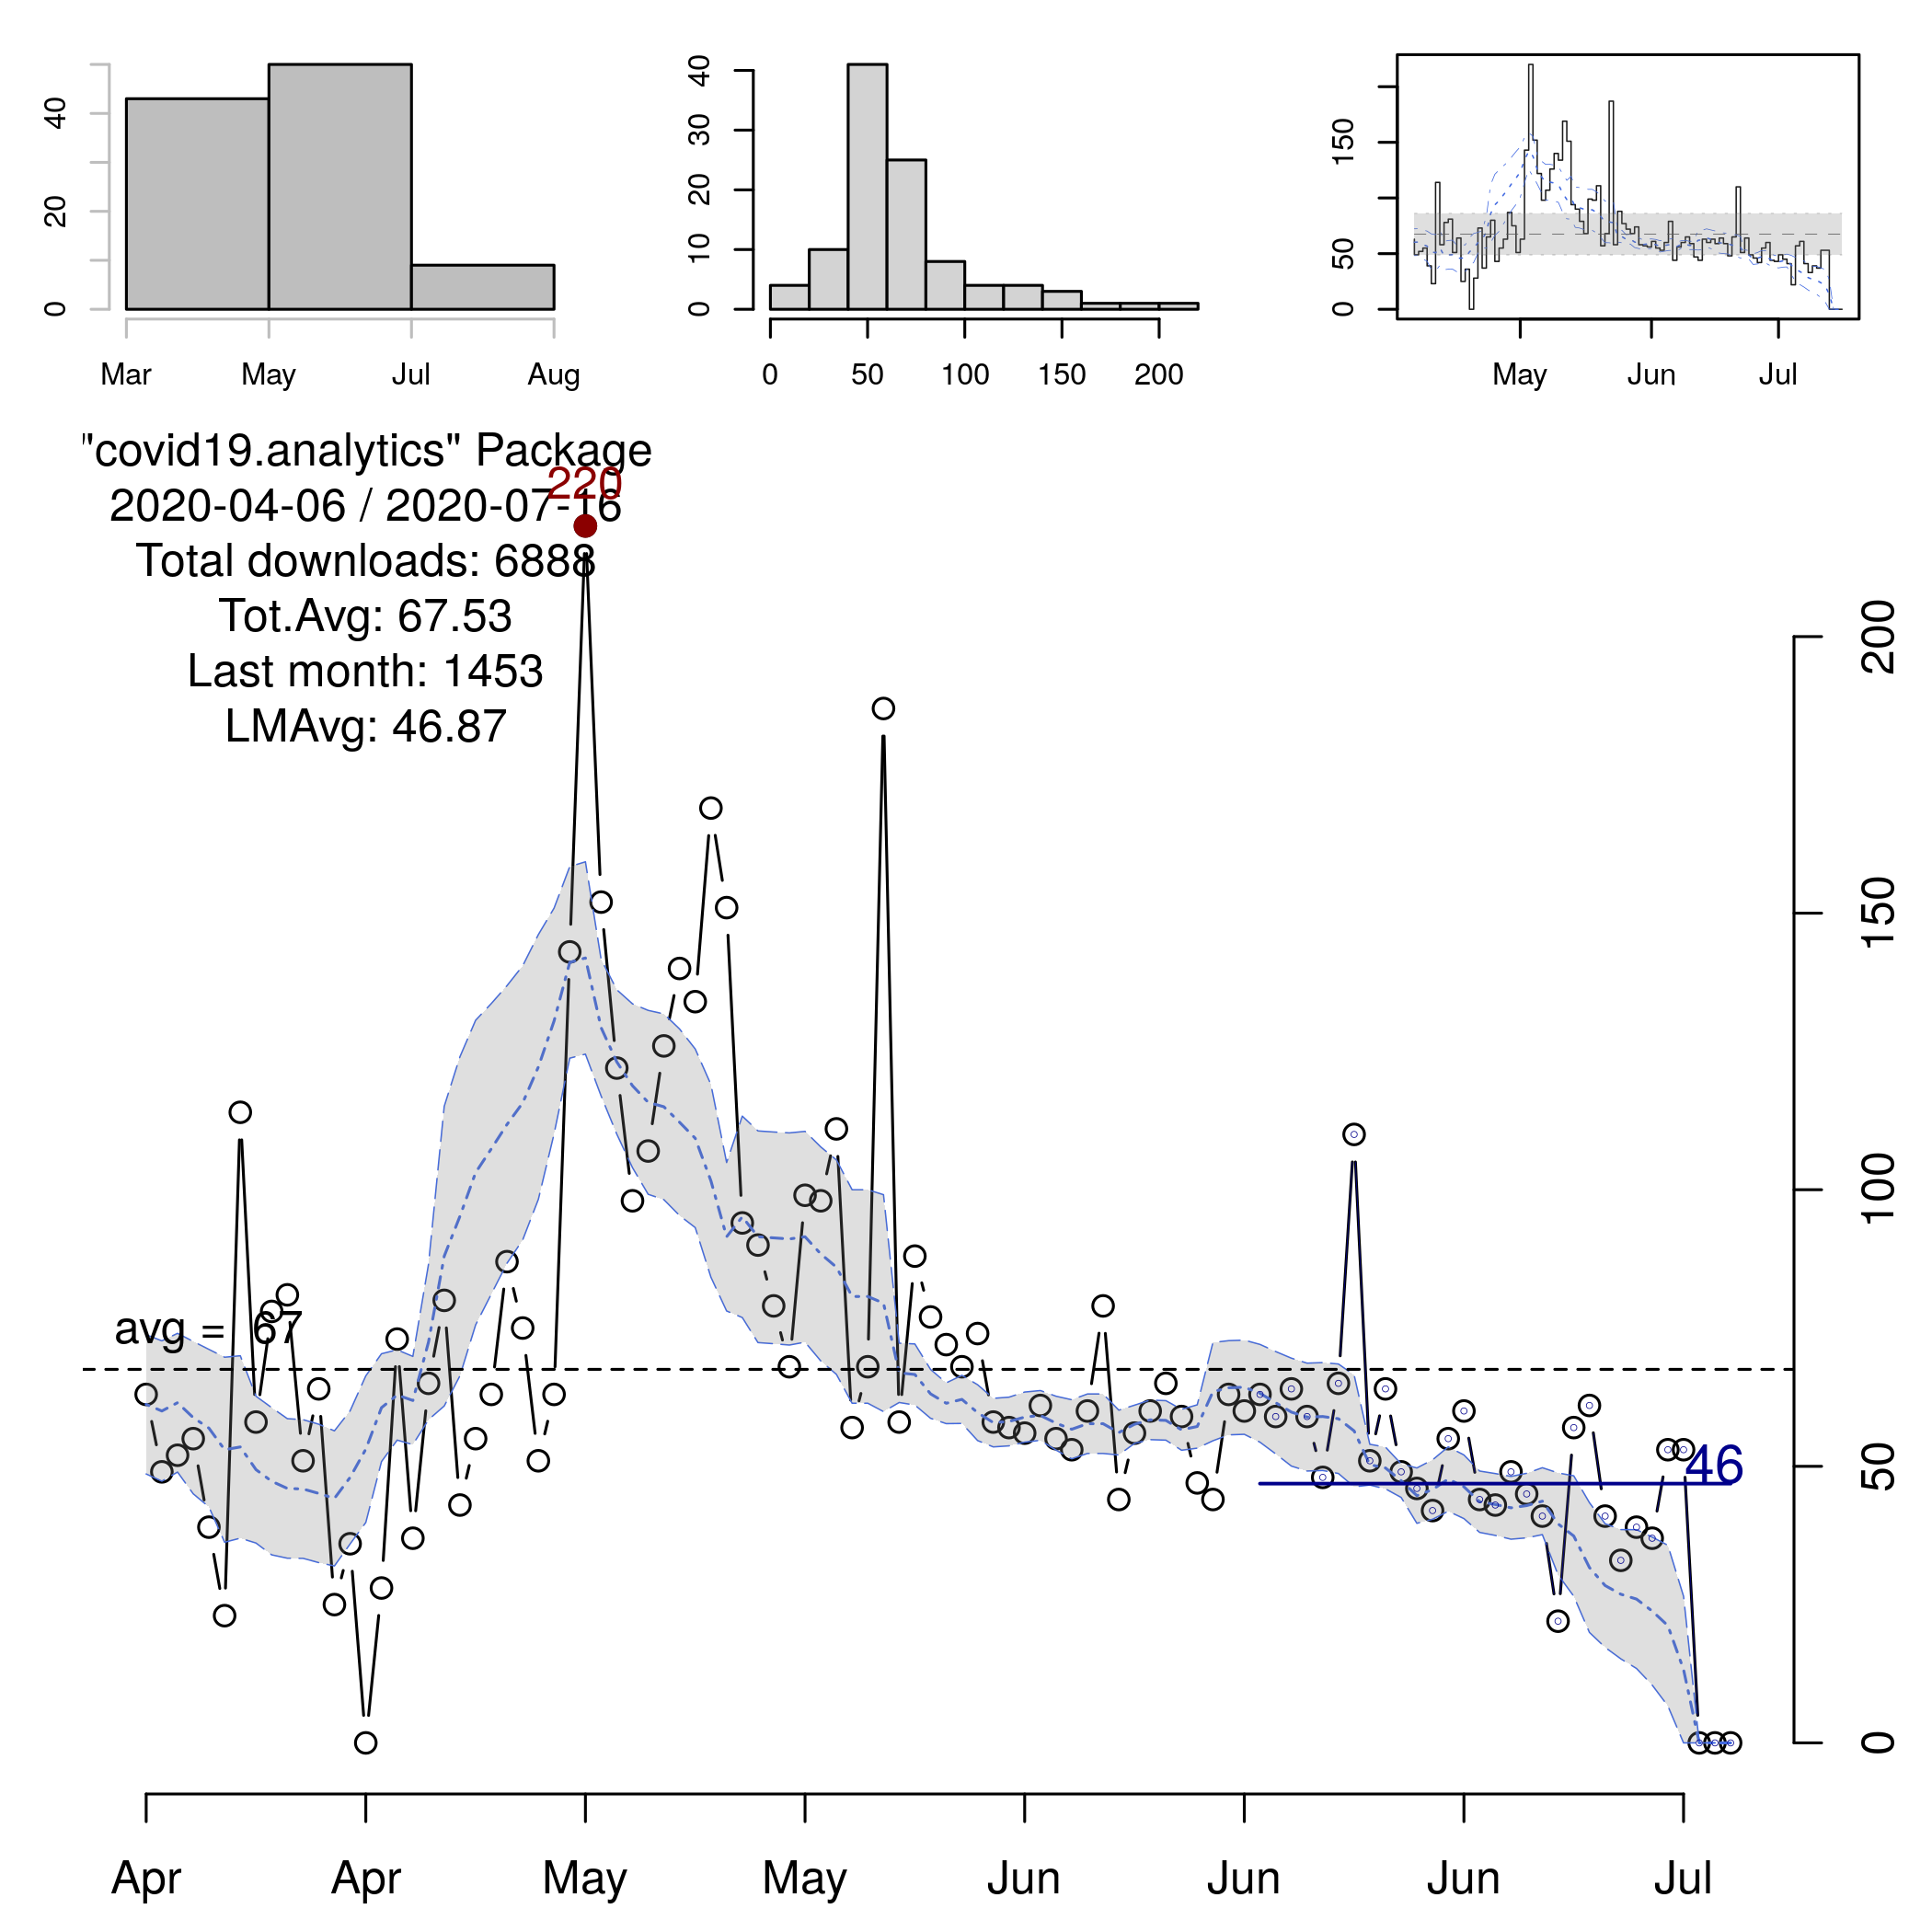 40
20
0
Mar May Jul Aug
40
30
20
10
0
0 50 100 150 200
150
50
0
May Jun Jul
"covid19.analytics" Package
220
2020-04-06 / 2020-07-16
Total downloads: 6888
Tot.Avg: 67.53
Last month: 1453
LMAvg: 46.87
200
150
100
50
0
avg = 67
46
Apr Apr May May Jun Jun Jun Jul